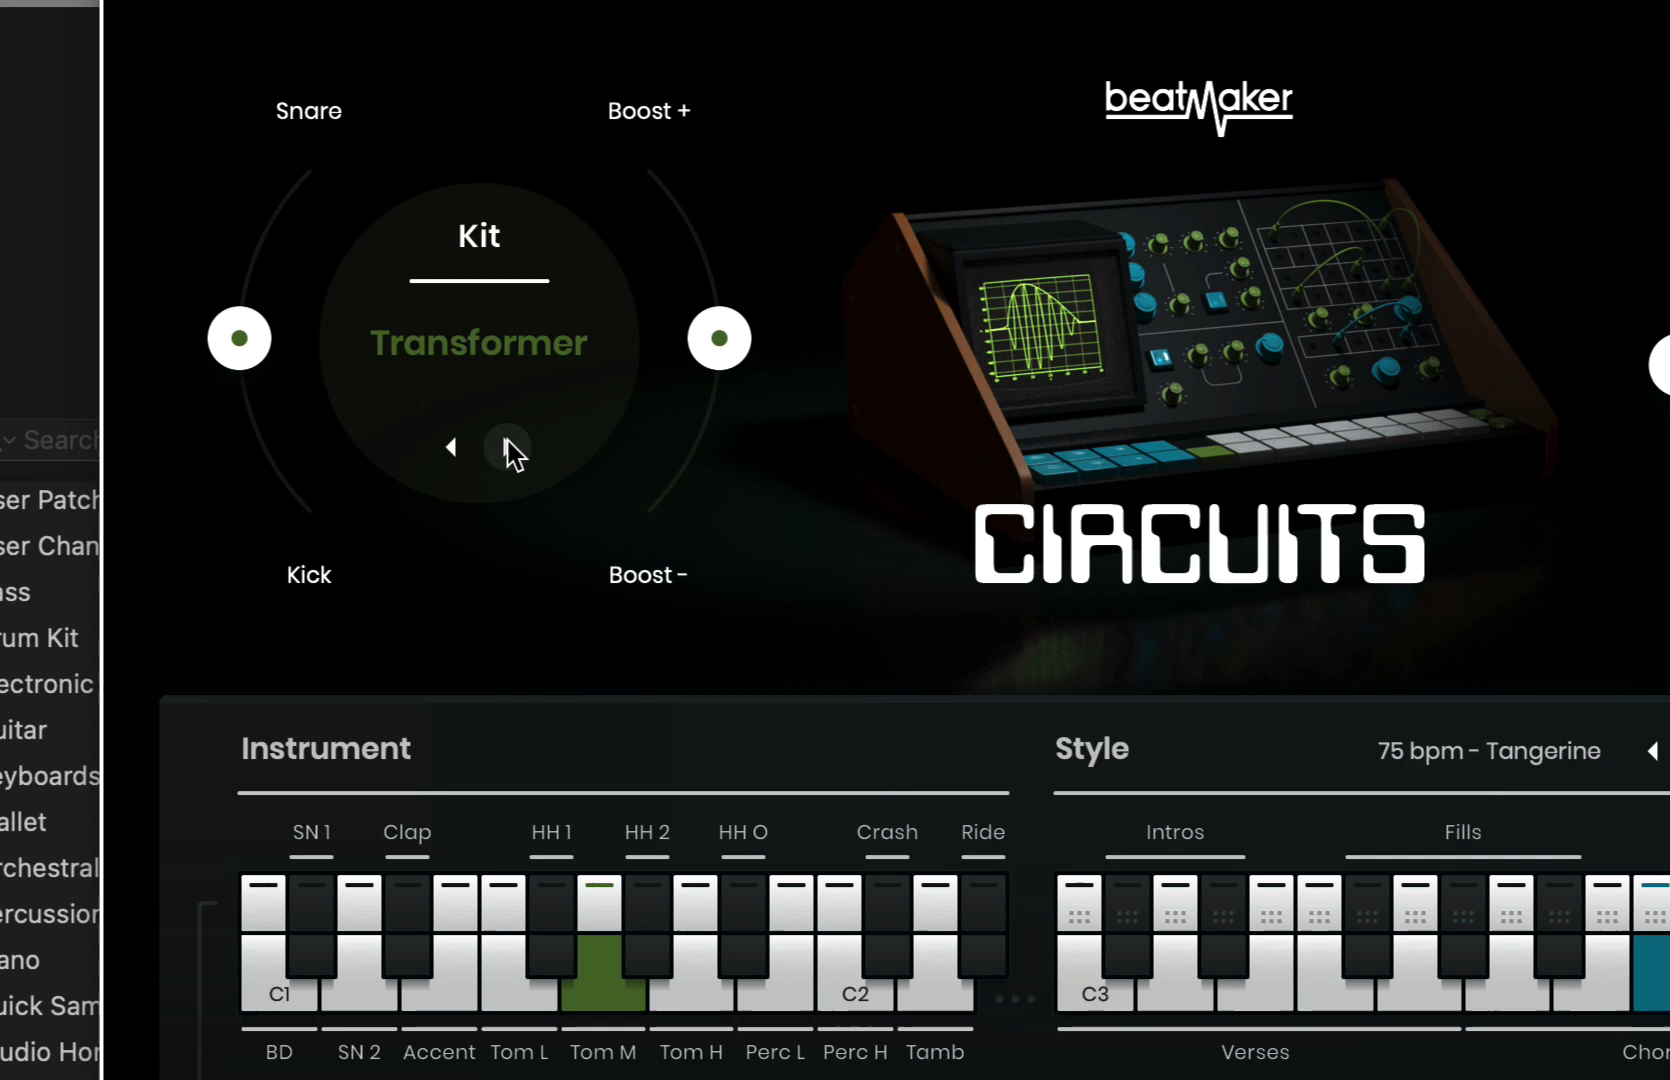 Search
ser Patch
ser Chan
ass
rum Kit
ectronic
uitar
eyboards
allet
rchestral
ercussion
ano
uick Sam
udio Hor
Snare
Boost +
Kit
Transformer
Kick
Boost -
beatMaker
CIRCUITS
Instrument
SN 1
Clap
HH 1
HH 2
HH O
Crash
Ride
C1
C2
BD
SN 2
Accent
Tom L
Tom M
Tom H
Perc L
Perc H
Tamb
Style
75 bpm - Tangerine
Intros
Fills
C3
Verses
Chor